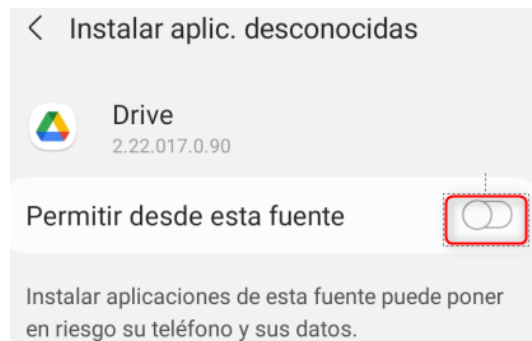 Instalar aplic. desconocidas
Drive
2.22.017.0.90
Permitir desde esta fuente
Instalar aplicaciones de esta fuente puede poner
en riesgo su teléfono y sus datos.